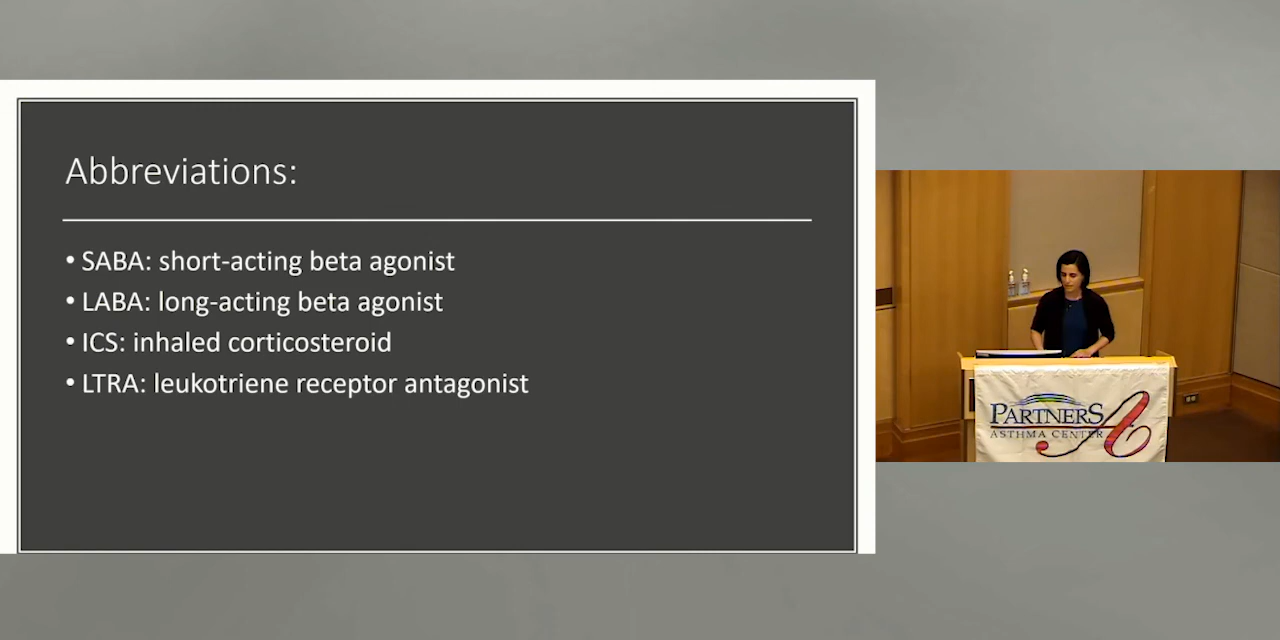 Abbreviations:
• SABA: short-acting beta agonist
• LABA: long-acting beta agonist
• ICS: inhaled corticosteroid
• LTRA: leukotriene receptor antagonist
PARTNERS
ASTHMA CENTER